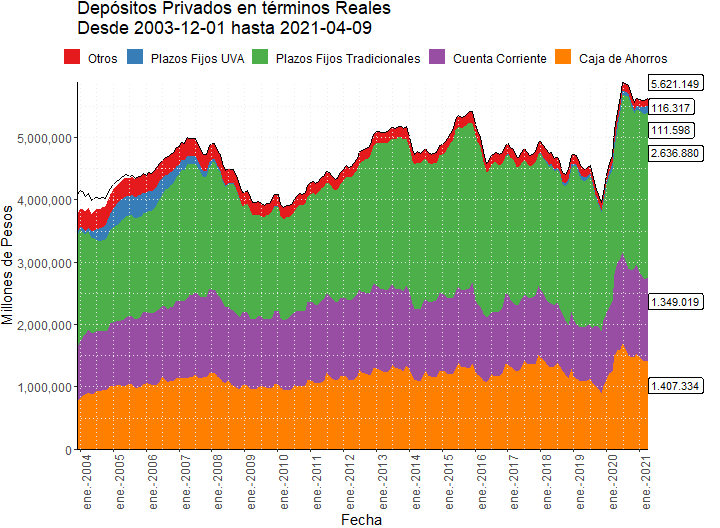 Depósitos Privados en términos Reales
Desde 2003-12-01 hasta 2021-04-09
Otros Plazos Fijos UVA Plazos Fijos Tradicionales Cuenta Corriente Caja de Ahorros
Millones de Pesos
5,000,000
4,000,000
3,000,000
2,000,000
1,000,000
0
5.621.149
116.317
111.598
2.636.880
1.349.019
1.407.334
ene.-2004
ene.-2005
ene.-2006
ene.-2007
ene.-2008
ene.-2009
ene.-2010
ene.-2011
ene.-2012
ene.-2013
ene.-2014
ene.-2015
ene.-2016
ene.-2017
ene.-2018
ene.-2019
ene.-2020
ene.-2021
Fecha